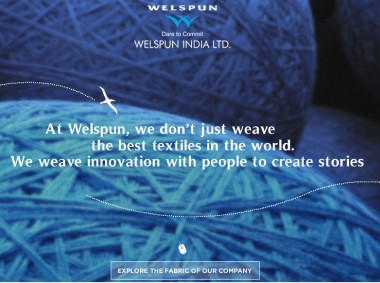 WELSPUN
Dare to Commit
WELSPUN INDIA LTD.
At Welspun, we don't just weave
the best textiles in the world.
We weave innovation with people to create stories
EXPLORE THE FABRIC OF OUR COMPANY